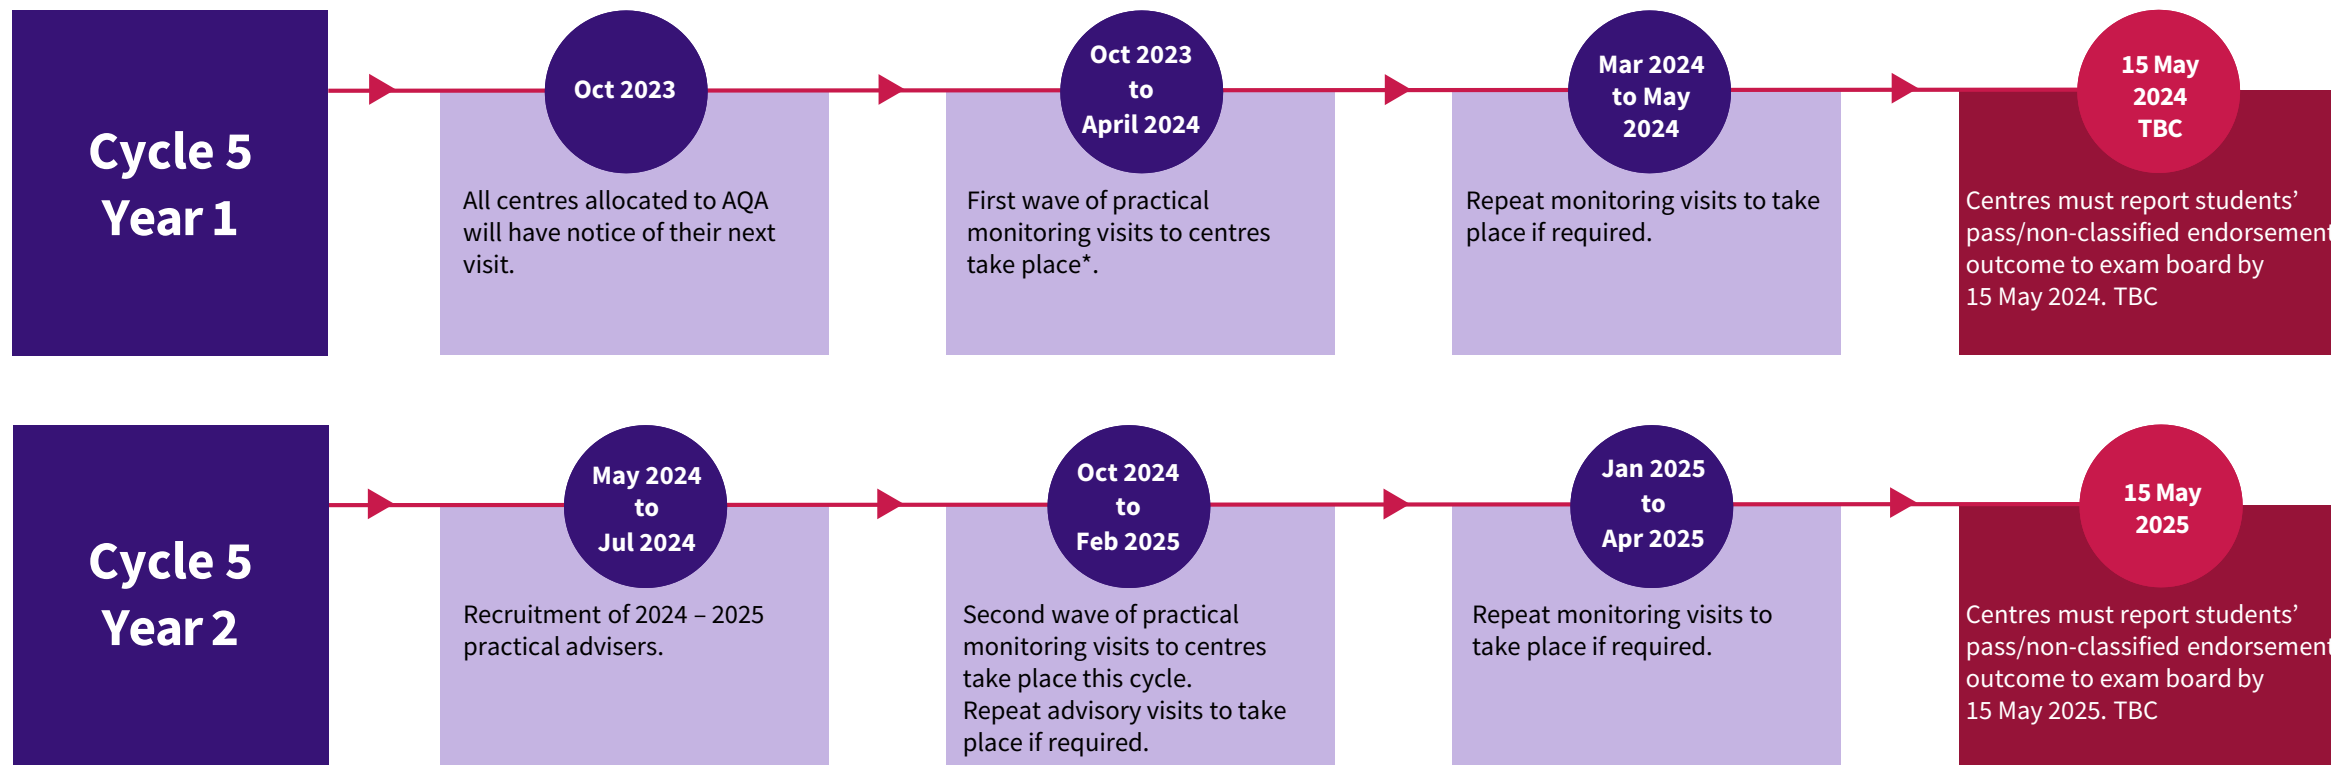 Cycle 5
Year 1
Oct 2023
All centres allocated to AQA
will have notice of their next
visit.
Oct 2023
to
April 2024
First wave of practical
monitoring visits to centres
take place*.
Mar 2024
to May
2024
Repeat monitoring visits to take
place if required.
15 May
2024
TBC
Centres must report students’
pass/non-classified endorsement
outcome to exam board by
15 May 2024. TBC
Cycle 5
Year 2
May 2024
to
Jul 2024
Recruitment of 2024 – 2025
practical advisers.
Oct 2024
to
Feb 2025
Second wave of practical
monitoring visits to centres
take place this cycle.
Repeat advisory visits to take
place if required.
Jan 2025
to
Apr 2025
Repeat monitoring visits to
take place if required.
15 May
2025
Centres must report students’
pass/non-classified endorsement
outcome to exam board by
15 May 2025. TBC